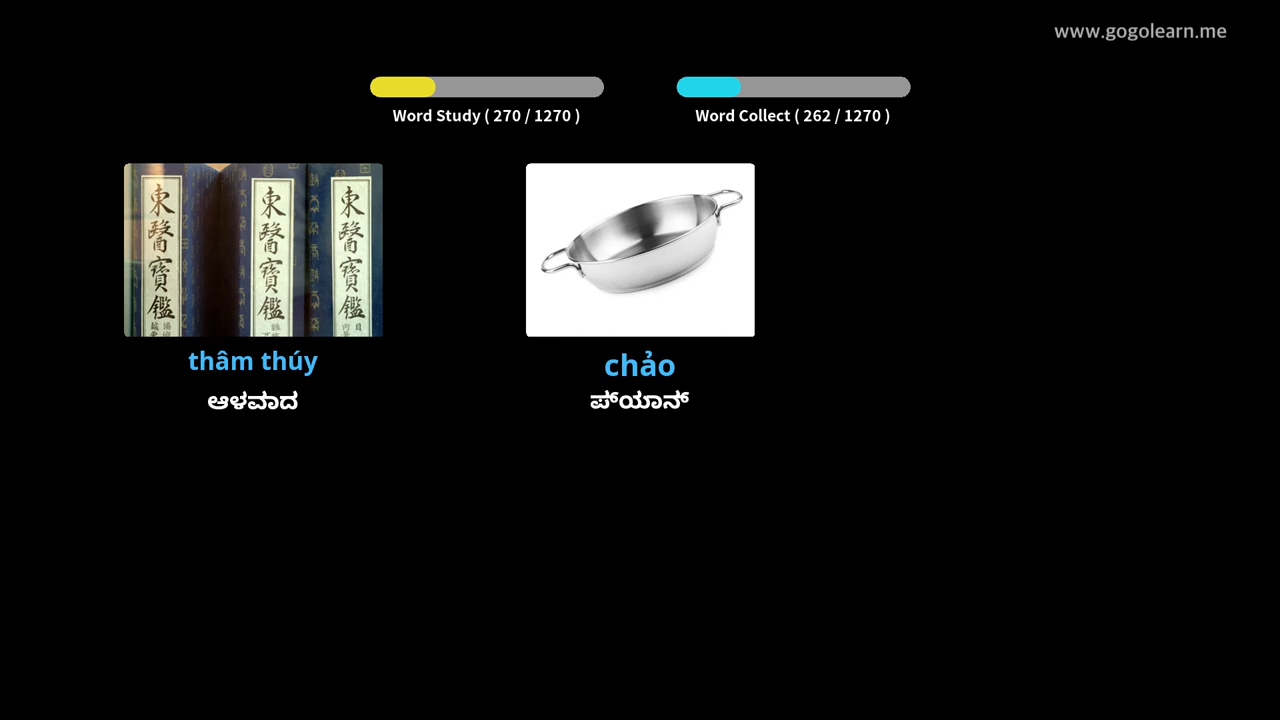 www.gogolearn.me
Word Study ( 270 / 1270 )
Word Collect ( 262 / 1270 )
東醫寶鑑
東醫寶鑑
東醫寶鑑
thâm thúy
ಆಳವಾದ
chảo
ಪ್‌ಯಾನ್